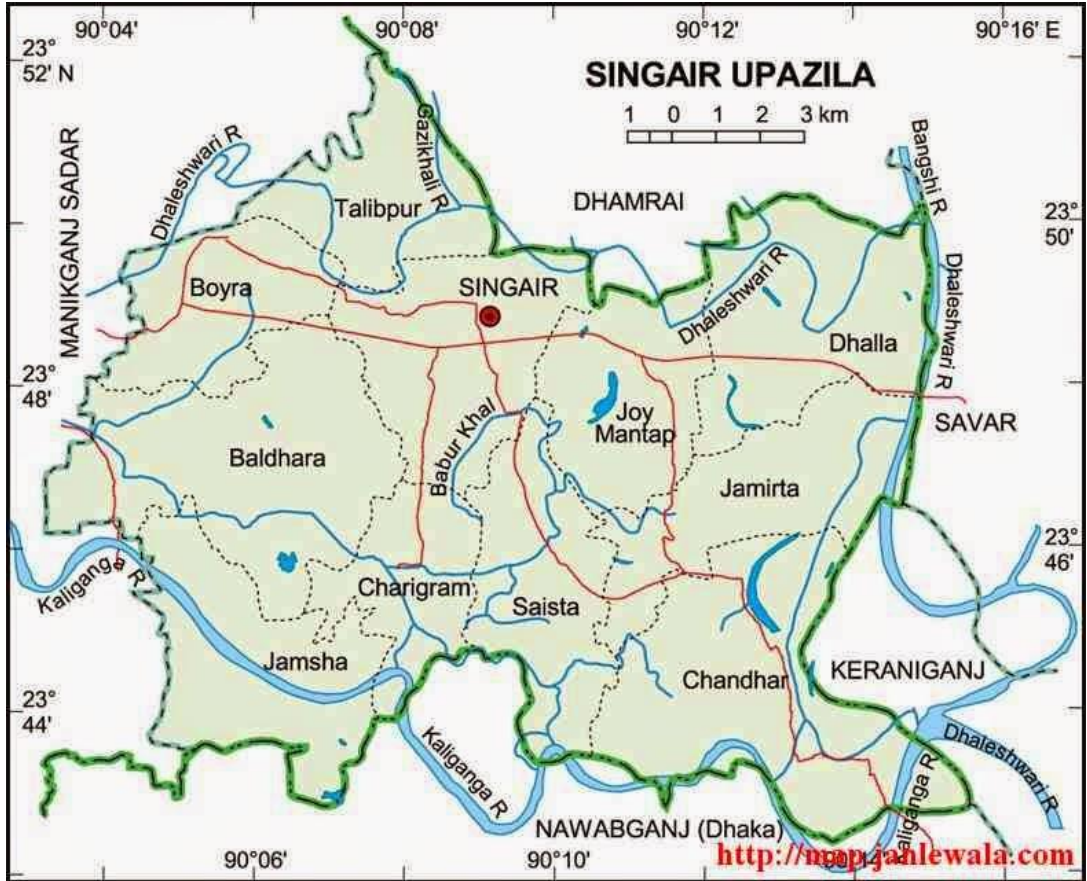 90°04'
90°08'
90°12'
90°16' E
23°
52' N
SINGAIR UPAZILA
1 0 1 2 3 km
MANIKGANJ SADAR
Dhaleshwari R
Gazikhali R
Bangshi R
Talibpur
DHAMRAI
23°
50'
Boyra
SINGAIR
Dhaleshwari R
Dhaleshwari R
Dhalla
23°
48'
Joy
Mantap
SAVAR
Babur Khal
Baldhara
Jamirta
23°
46'
Kaliganga R
Charigram
Saista
Jamsha
Chandhar
KERANIGANJ
23°
44'
Kaliganga R
Dhaleshwari R
Kaliganga R
NAWABGANJ (Dhaka)
90°06'
90°10'
90°14'
http://map.janlewala.com